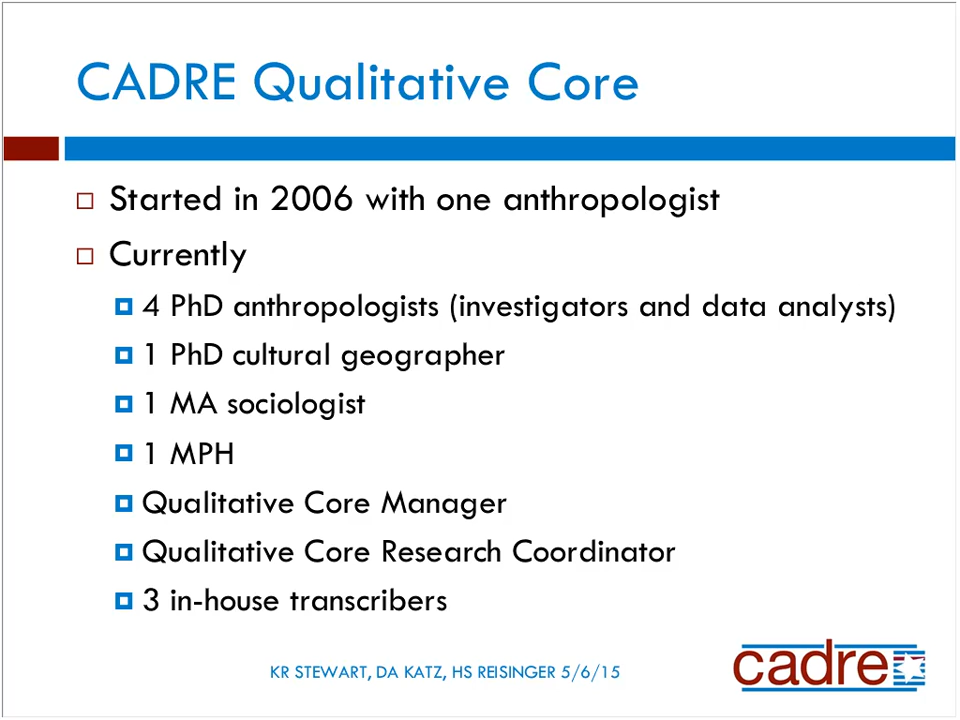 CADRE Qualitative Core
Started in 2006 with one anthropologist
Currently
4 PhD anthropologists (investigators and data analysts)
1 PhD cultural geographer
1 MA sociologist
1 MPH
Qualitative Core Manager
Qualitative Core Research Coordinator
3 in-house transcribers
KR STEWART, DA KATZ, HS REISINGER 5/6/15
cadre